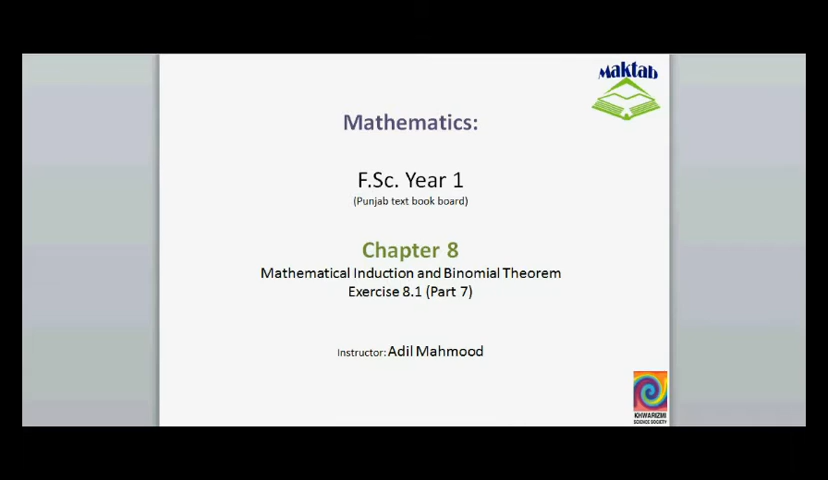 Maktab
Mathematics:
F.Sc. Year 1
(Punjab text book board)
Chapter 8
Mathematical Induction and Binomial Theorem
Exercise 8.1 (Part 7)
Instructor: Adil Mahmood
KHWARIZMI
SCIENCE SOCIETY